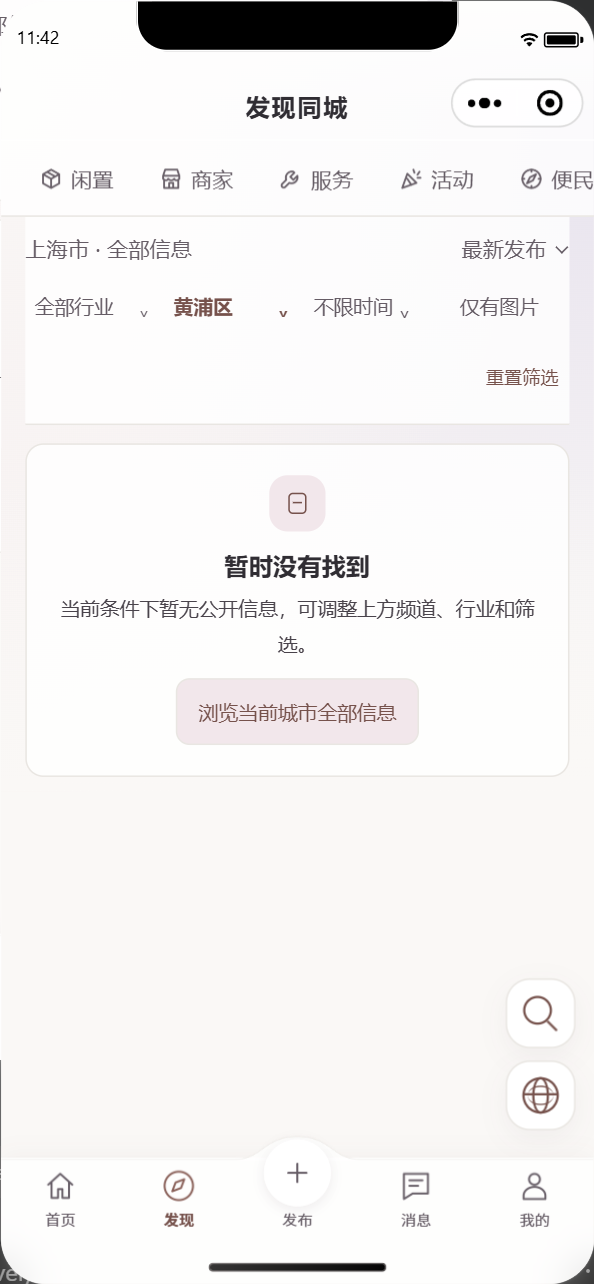 11:42
发现同城
闲置 商家 服务 活动 便民
上海市 · 全部信息 最新发布
全部行业 黄浦区 不限时间 仅有图片
重置筛选
暂时没有找到
当前条件下暂无公开信息，可调整上方频道、行业和筛
选。
浏览当前城市全部信息
首页 发现 发布 消息 我的